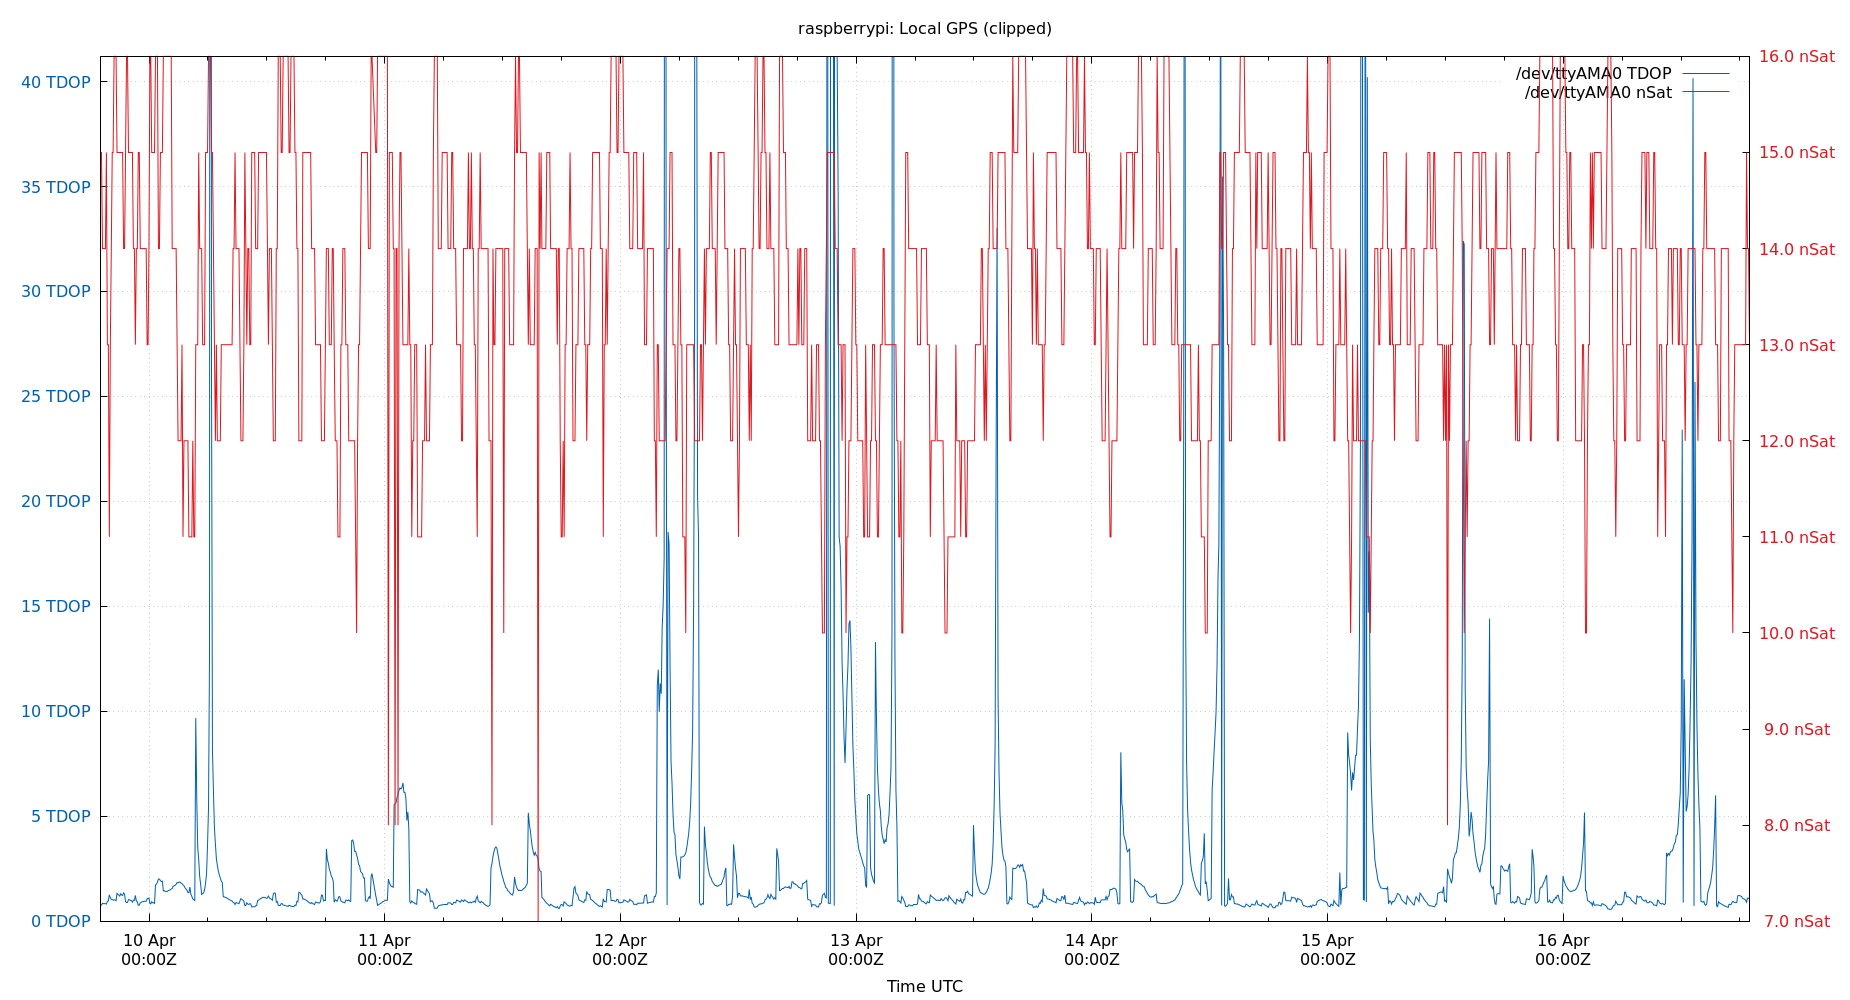 raspberrypi: Local GPS (clipped)
/dev/ttyAMA0 TDOP
/dev/ttyAMA0 nSat
40 TDOP
35 TDOP
30 TDOP
25 TDOP
20 TDOP
15 TDOP
10 TDOP
5 TDOP
0 TDOP
16.0 nSat
15.0 nSat
14.0 nSat
13.0 nSat
12.0 nSat
11.0 nSat
10.0 nSat
9.0 nSat
8.0 nSat
7.0 nSat
10 Apr
00:00Z
11 Apr
00:00Z
12 Apr
00:00Z
13 Apr
00:00Z
14 Apr
00:00Z
15 Apr
00:00Z
16 Apr
00:00Z
Time UTC